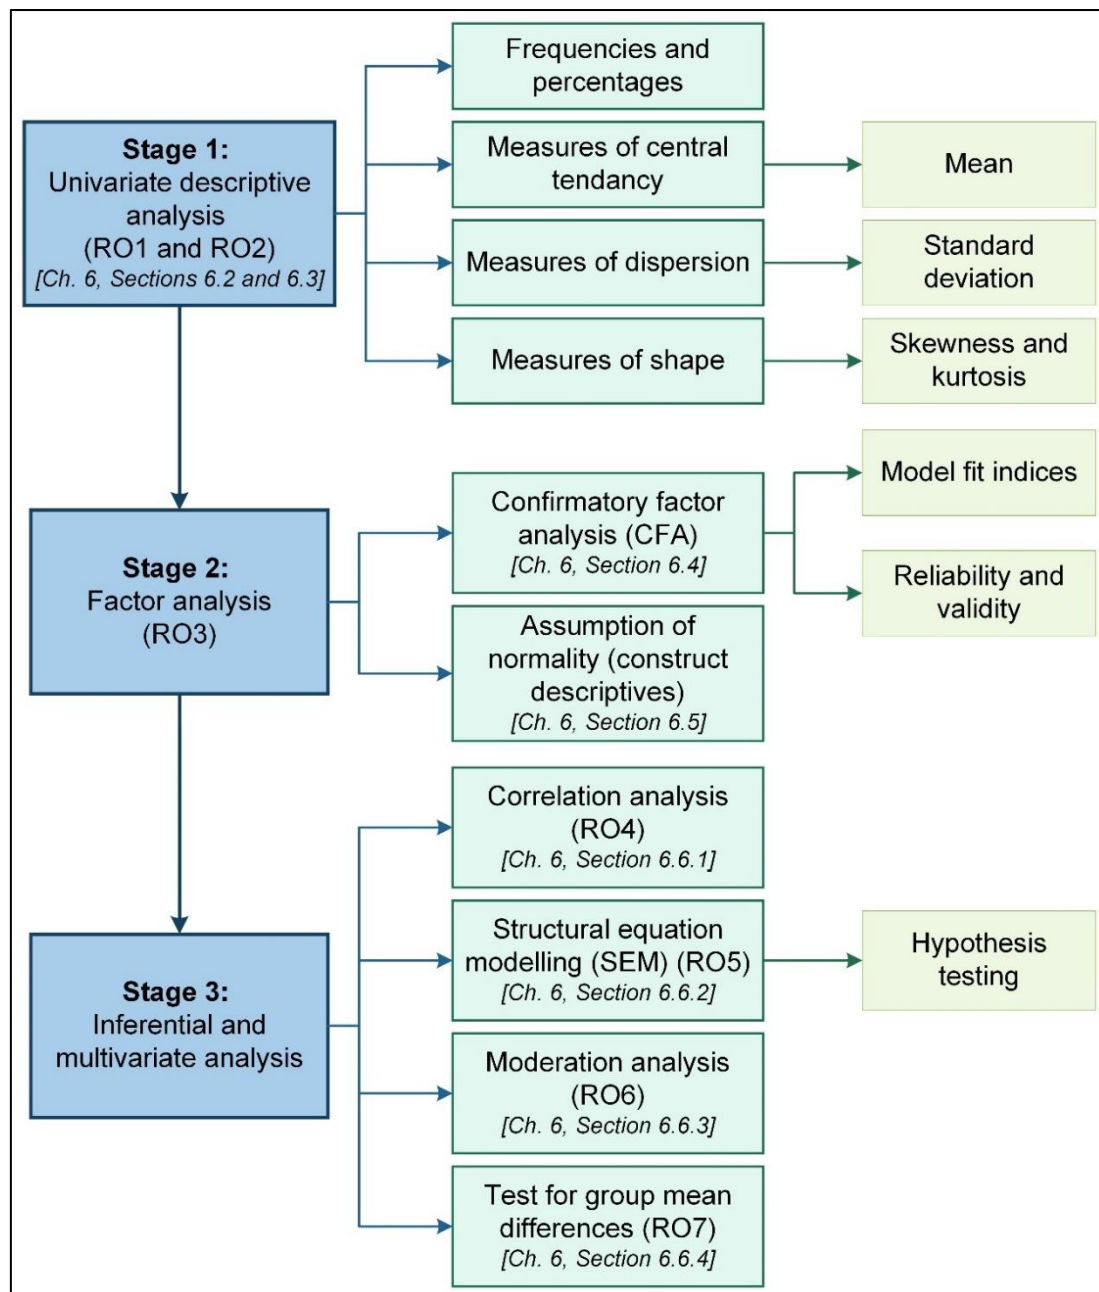 Stage 1:
Univariate descriptive
analysis
(RO1 and RO2)
[Ch. 6, Sections 6.2 and 6.3]
Frequencies and
percentages
Measures of central
tendancy
Mean
Measures of dispersion
Standard
deviation
Measures of shape
Skewness and
kurtosis
Stage 2:
Factor analysis
(RO3)
Confirmatory factor
analysis (CFA)
[Ch. 6, Section 6.4]
Model fit indices
Reliability and
validity
Assumption of
normality (construct
descriptives)
[Ch. 6, Section 6.5]
Stage 3:
Inferential and
multivariate analysis
Correlation analysis
(RO4)
[Ch. 6, Section 6.6.1]
Structural equation
modelling (SEM) (RO5)
[Ch. 6, Section 6.6.2]
Hypothesis
testing
Moderation analysis
(RO6)
[Ch. 6, Section 6.6.3]
Test for group mean
differences (RO7)
[Ch. 6, Section 6.6.4]